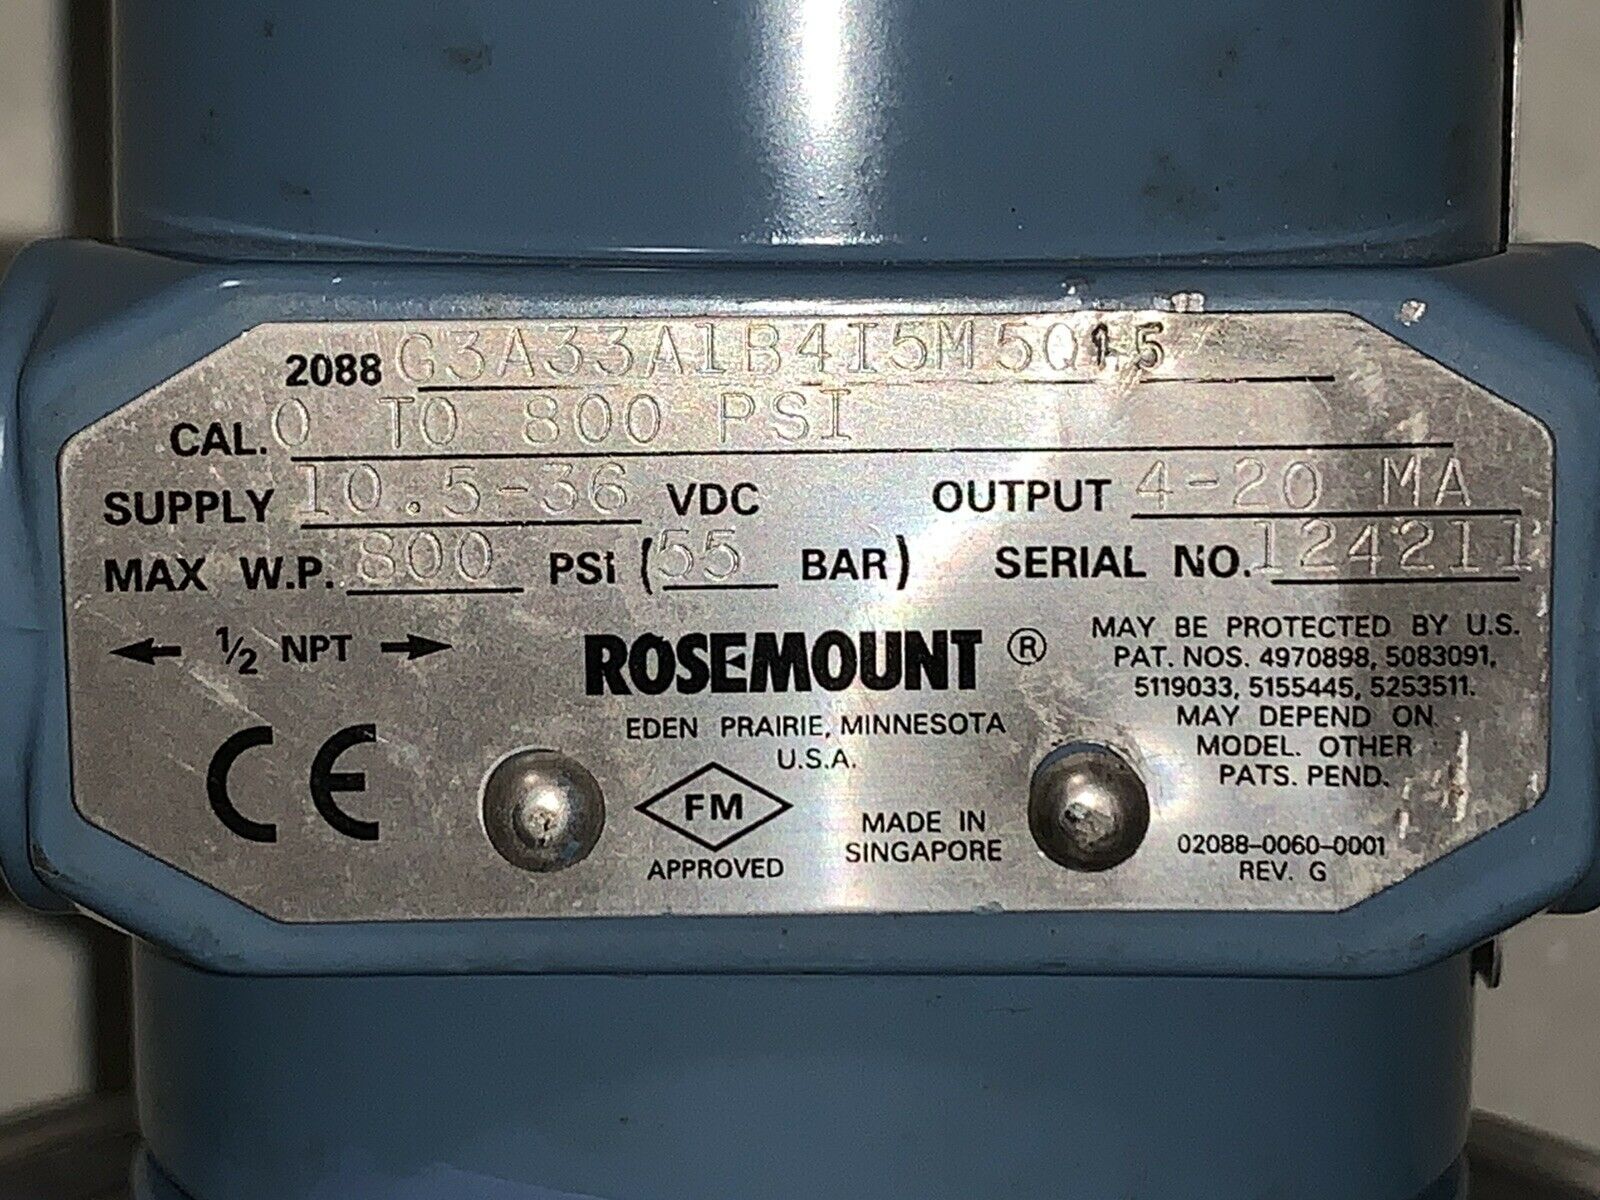 2088 G3A33A1B4I5M5Q15
CAL. 0 TO 800 PSI
SUPPLY 10.5-36 VDC OUTPUT 4-20 MA
MAX W.P. 800 PSI (55 BAR) SERIAL NO.
← 1/2 NPT →
ROSEMOUNT ®
EDEN PRAIRIE, MINNESOTA
U.S.A.
MAY BE PROTECTED BY U.S.
PAT. NOS. 4970898, 5083091,
5119033, 5155445, 5253511.
MAY DEPEND ON
MODEL. OTHER
PATS. PEND.
CE
FM
APPROVED
MADE IN
SINGAPORE
02088-0060-0001
REV. G